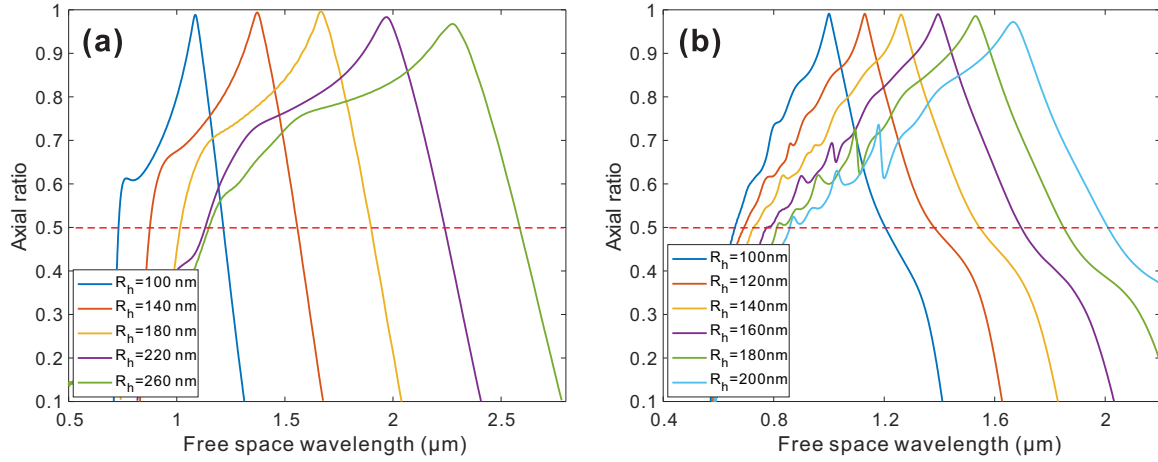 (a)
Axial ratio
1
0.9
0.8
0.7
0.6
0.5
0.4
0.3
0.2
0.1
R_h=100 nm
R_h=140 nm
R_h=180 nm
R_h=220 nm
R_h=260 nm
0.5 1 1.5 2 2.5
Free space wavelength (μm)
(b)
Axial ratio
1
0.9
0.8
0.7
0.6
0.5
0.4
0.3
0.2
0.1
R_h=100nm
R_h=120nm
R_h=140nm
R_h=160nm
R_h=180nm
R_h=200nm
0.4 0.8 1.2 1.6 2
Free space wavelength (μm)